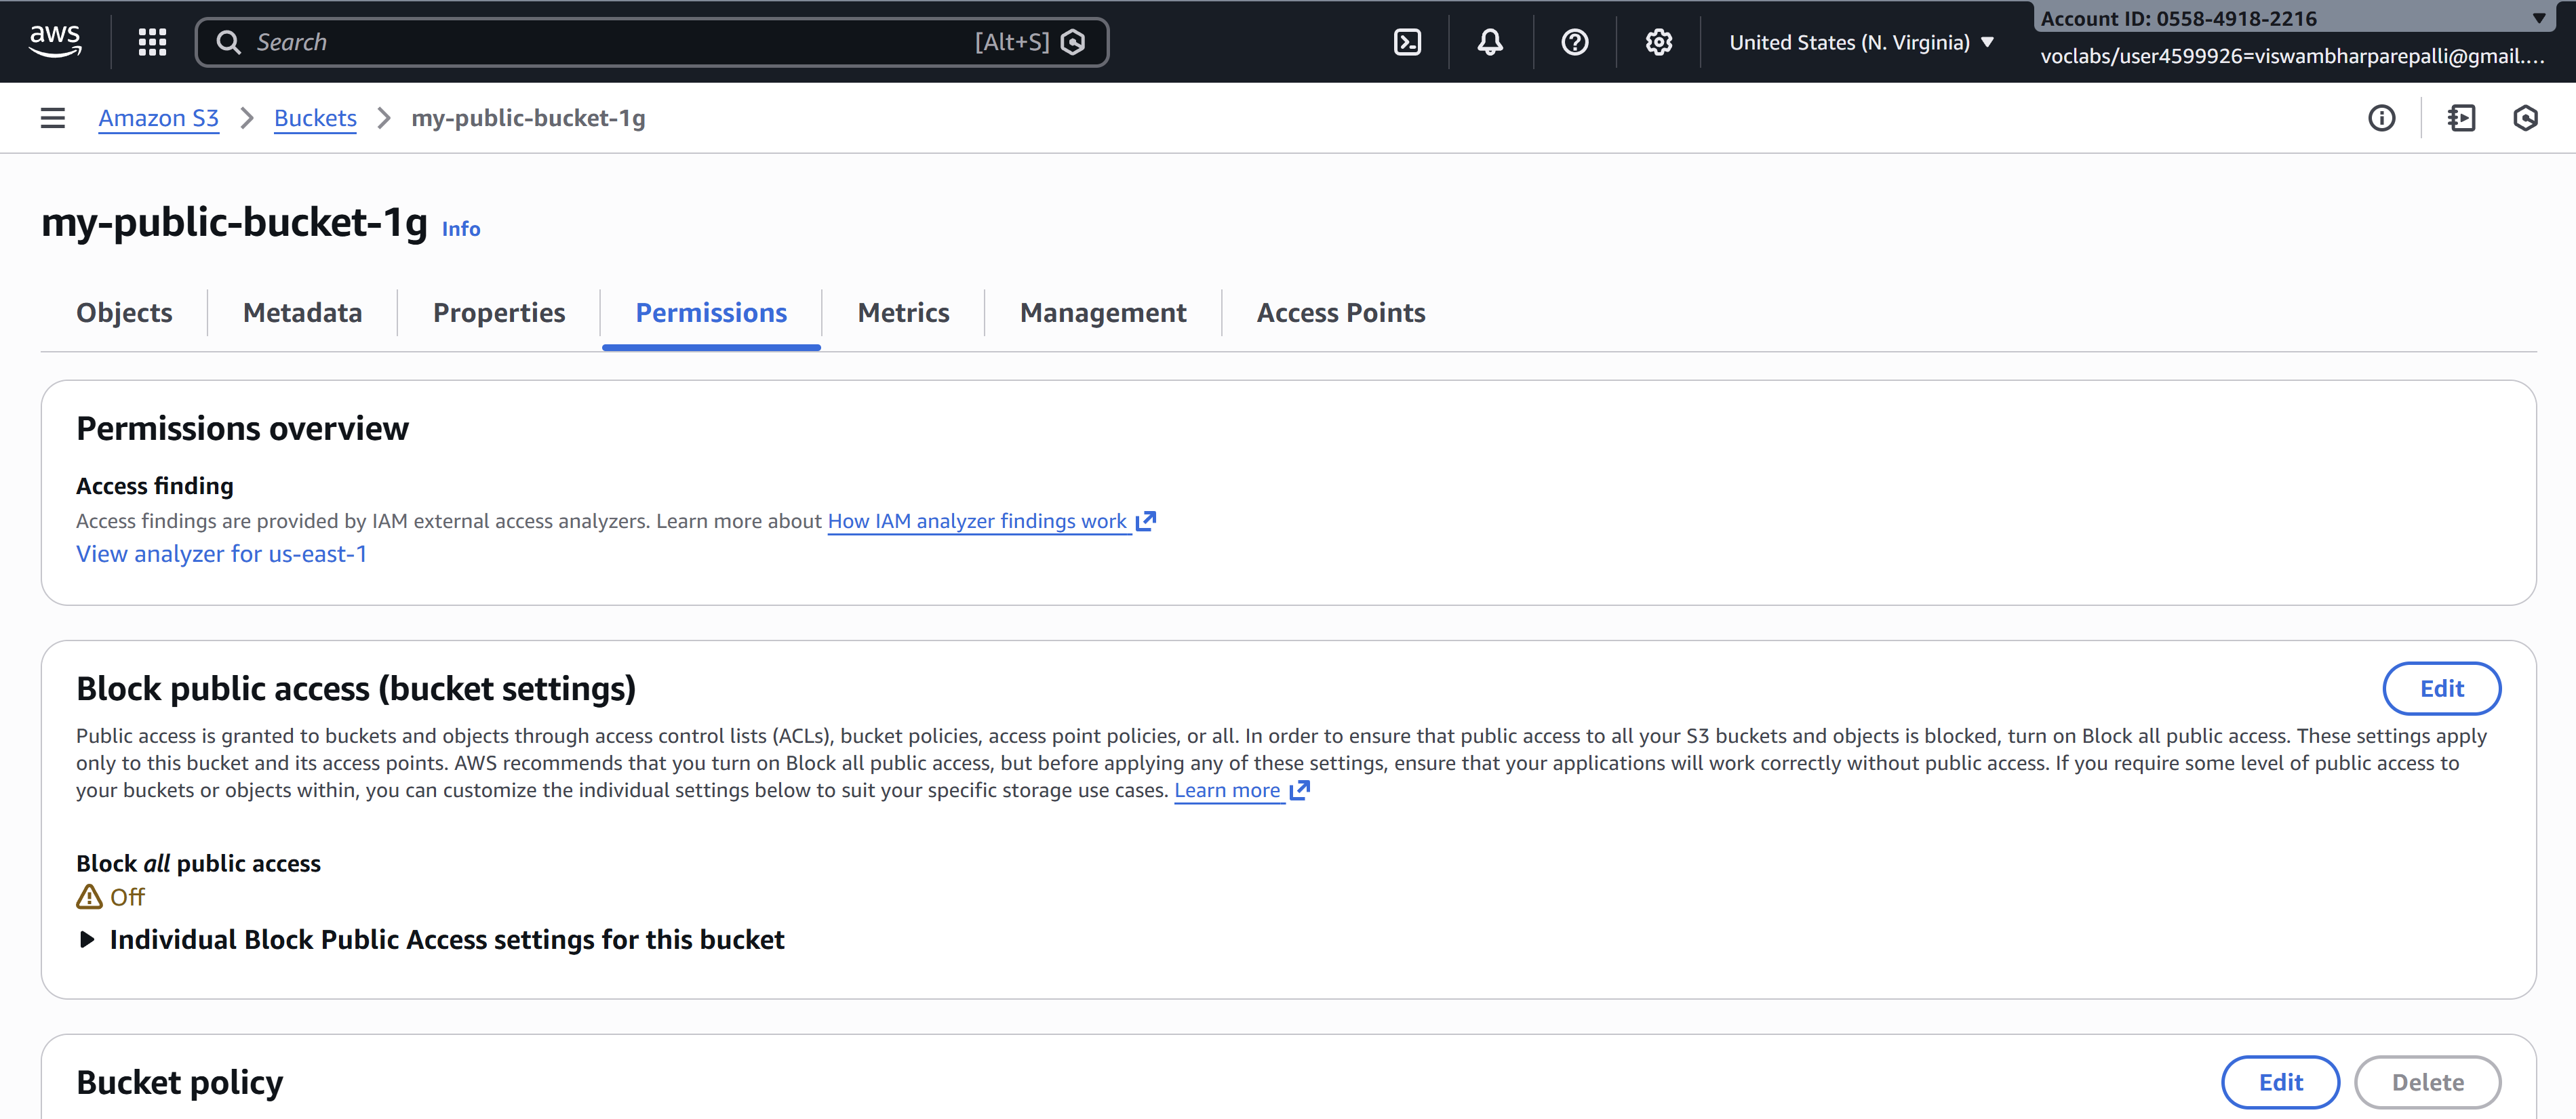 aws
Search
[Alt+S]
United States (N. Virginia)
Account ID: 0558-4918-2216
voclabs/user4599926=viswambharparepalli@gmail....
Amazon S3
Buckets
my-public-bucket-1g
my-public-bucket-1g Info
Objects
Metadata
Properties
Permissions
Metrics
Management
Access Points
Permissions overview
Access finding
Access findings are provided by IAM external access analyzers. Learn more about How IAM analyzer findings work
View analyzer for us-east-1
Block public access (bucket settings)
Edit
Public access is granted to buckets and objects through access control lists (ACLs), bucket policies, access point policies, or all. In order to ensure that public access to all your S3 buckets and objects is blocked, turn on Block all public access. These settings apply
only to this bucket and its access points. AWS recommends that you turn on Block all public access, but before applying any of these settings, ensure that your applications will work correctly without public access. If you require some level of public access to
your buckets or objects within, you can customize the individual settings below to suit your specific storage use cases. Learn more
Block all public access
Off
Individual Block Public Access settings for this bucket
Bucket policy
Edit
Delete